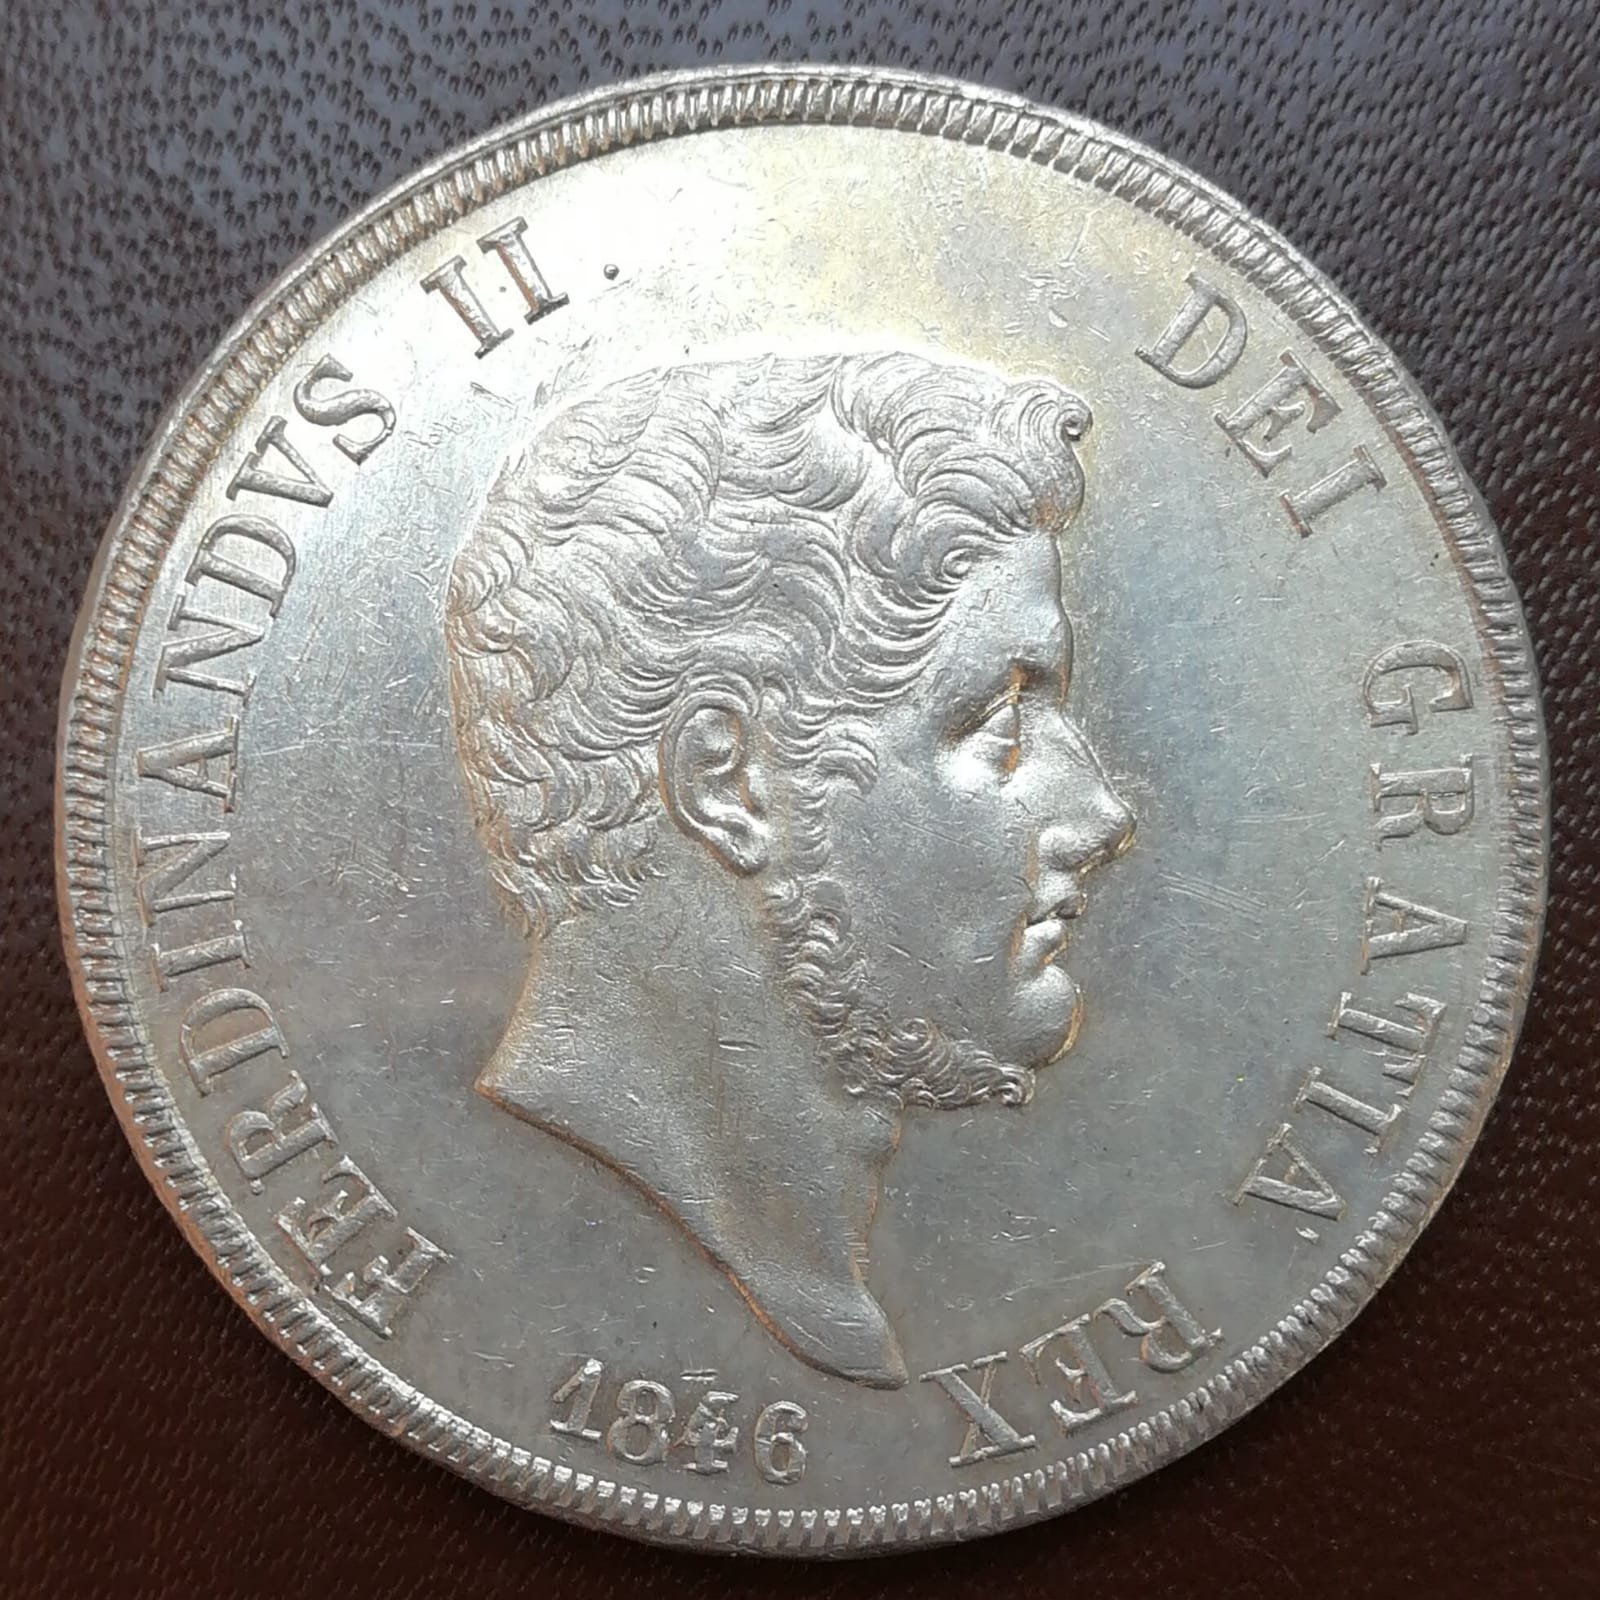 FERDINANDVS II . DEI GRATIA REX
1846